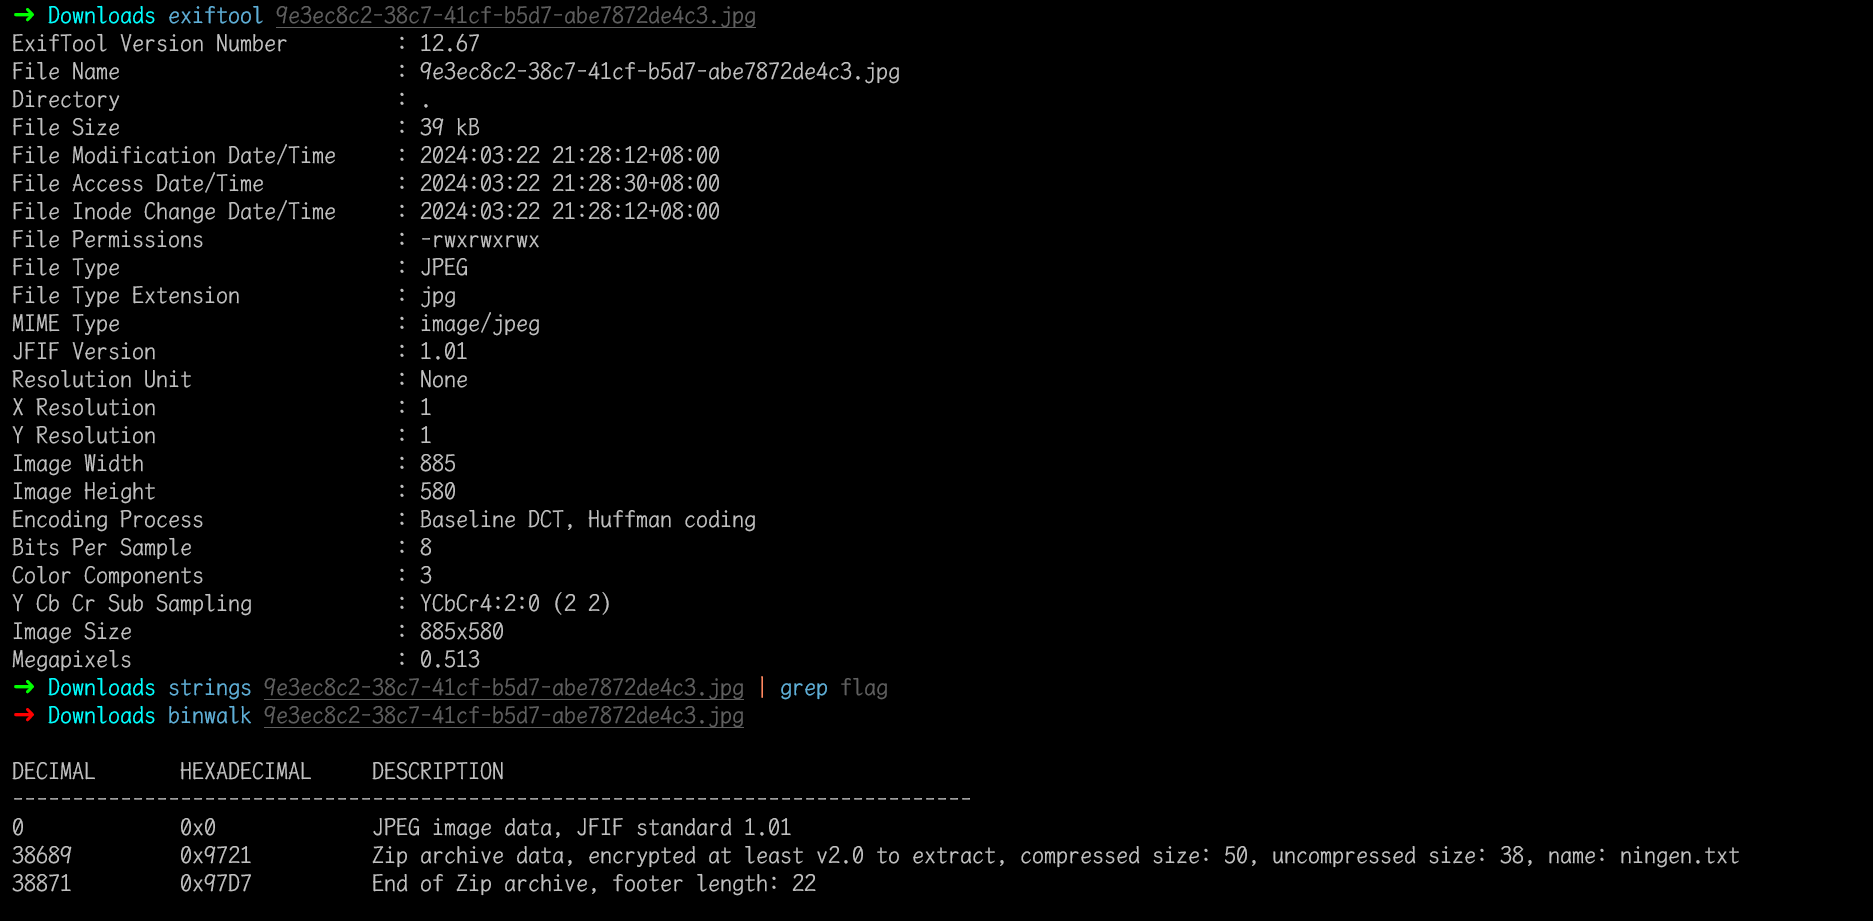 ➜ Downloads exiftool 9e3ec8c2-38c7-41cf-b5d7-abe7872de4c3.jpg
ExifTool Version Number : 12.67
File Name : 9e3ec8c2-38c7-41cf-b5d7-abe7872de4c3.jpg
Directory : .
File Size : 39 kB
File Modification Date/Time : 2024:03:22 21:28:12+08:00
File Access Date/Time : 2024:03:22 21:28:30+08:00
File Inode Change Date/Time : 2024:03:22 21:28:12+08:00
File Permissions : -rwxrwxrwx
File Type : JPEG
File Type Extension : jpg
MIME Type : image/jpeg
JFIF Version : 1.01
Resolution Unit : None
X Resolution : 1
Y Resolution : 1
Image Width : 885
Image Height : 580
Encoding Process : Baseline DCT, Huffman coding
Bits Per Sample : 8
Color Components : 3
Y Cb Cr Sub Sampling : YCbCr4:2:0 (2 2)
Image Size : 885x580
Megapixels : 0.513
➜ Downloads strings 9e3ec8c2-38c7-41cf-b5d7-abe7872de4c3.jpg | grep flag
➜ Downloads binwalk 9e3ec8c2-38c7-41cf-b5d7-abe7872de4c3.jpg
DECIMAL HEXADECIMAL DESCRIPTION
--------------------------------------------------------------------------------
0 0x0 JPEG image data, JFIF standard 1.01
38689 0x9721 Zip archive data, encrypted at least v2.0 to extract, compressed size: 50, uncompressed size: 38, name: ningen.txt
38871 0x97D7 End of Zip archive, footer length: 22